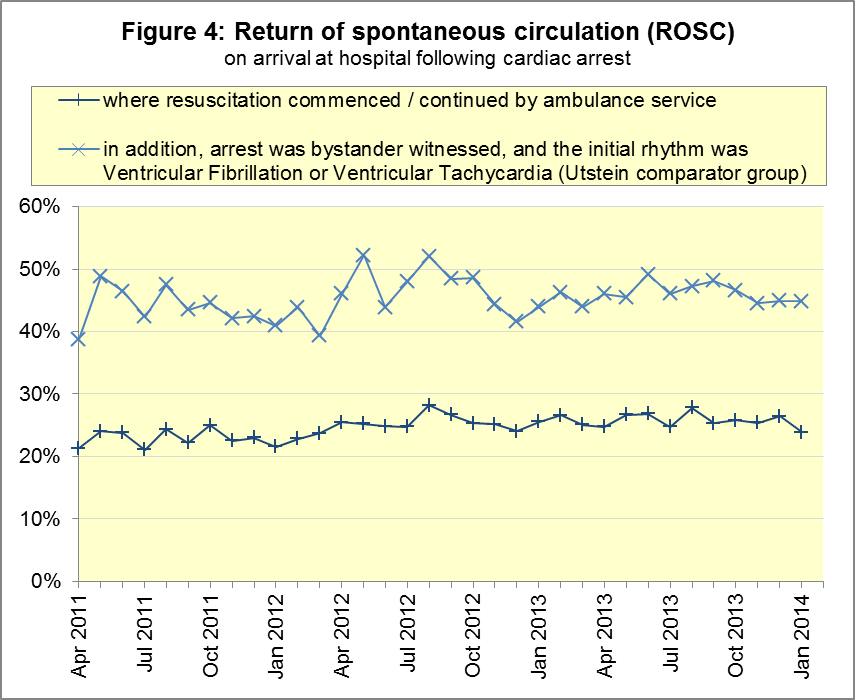 Figure 4: Return of spontaneous circulation (ROSC)
on arrival at hospital following cardiac arrest
where resuscitation commenced / continued by ambulance service
in addition, arrest was bystander witnessed, and the initial rhythm was
Ventricular Fibrillation or Ventricular Tachycardia (Utstein comparator group)
60%
50%
40%
30%
20%
10%
0%
Apr 2011
Jul 2011
Oct 2011
Jan 2012
Apr 2012
Jul 2012
Oct 2012
Jan 2013
Apr 2013
Jul 2013
Oct 2013
Jan 2014